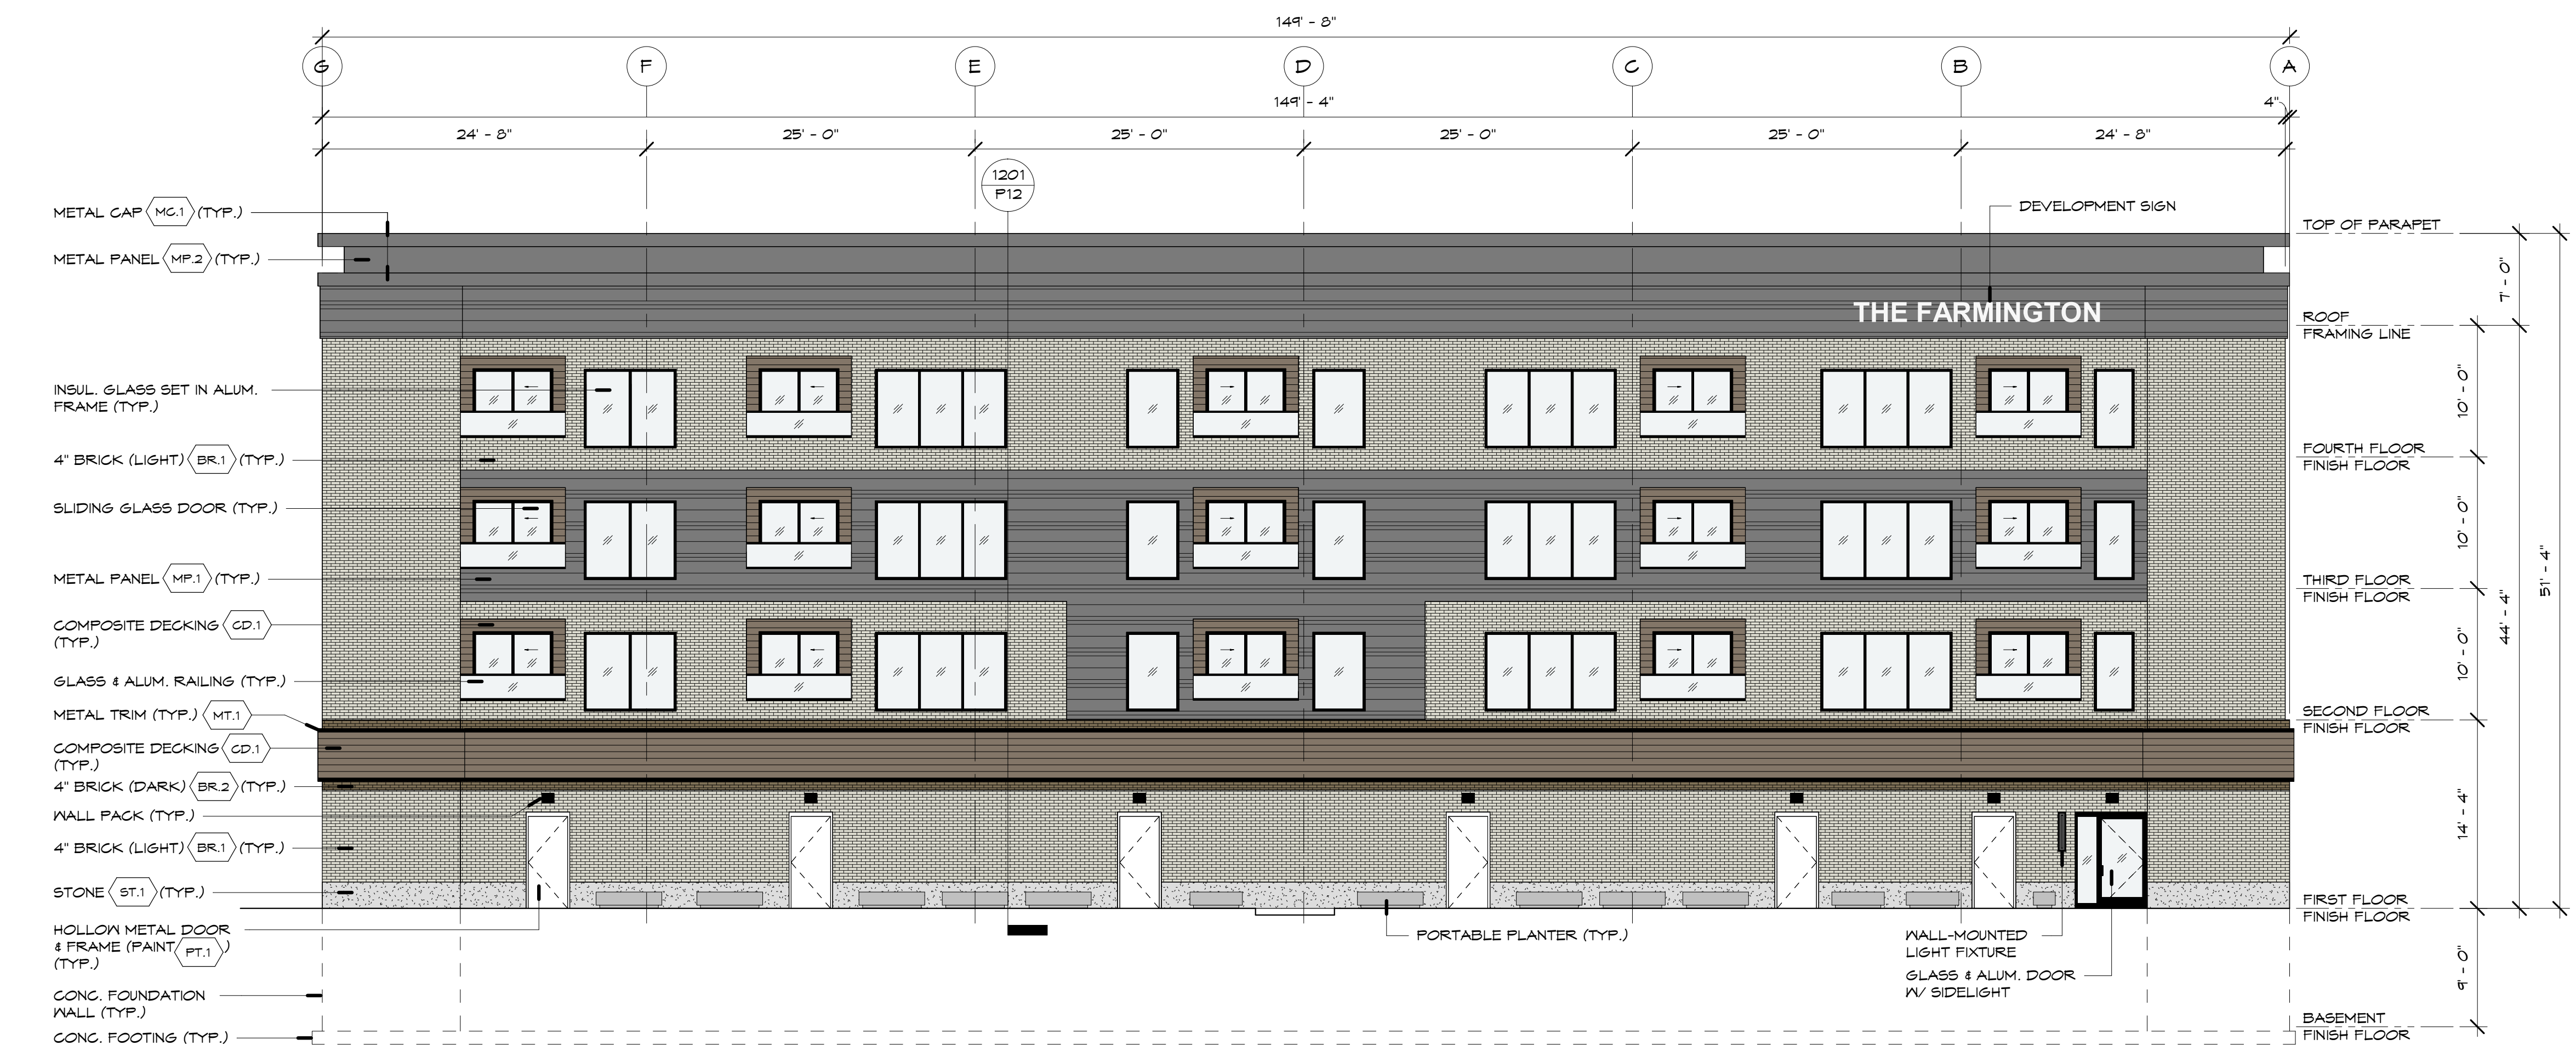 149' - 8"
G F E D C B A
149' - 4" 4"
24' - 8" 25' - 0" 25' - 0" 25' - 0" 25' - 0" 24' - 8"
1201
P12
METAL CAP MC.1 (TYP.)
METAL PANEL MP.2 (TYP.)
INSUL. GLASS SET IN ALUM.
FRAME (TYP.)
4" BRICK (LIGHT) BR.1 (TYP.)
SLIDING GLASS DOOR (TYP.)
METAL PANEL MP.1 (TYP.)
COMPOSITE DECKING CD.1
(TYP.)
GLASS & ALUM. RAILING (TYP.)
METAL TRIM (TYP.) MT.1
COMPOSITE DECKING CD.1
(TYP.)
4" BRICK (DARK) BR.2 (TYP.)
WALL PACK (TYP.)
4" BRICK (LIGHT) BR.1 (TYP.)
STONE ST.1 (TYP.)
HOLLOW METAL DOOR
& FRAME (PAINT PT.1 )
(TYP.)
CONC. FOUNDATION
WALL (TYP.)
CONC. FOOTING (TYP.)
DEVELOPMENT SIGN
THE FARMINGTON
PORTABLE PLANTER (TYP.)
WALL-MOUNTED
LIGHT FIXTURE
GLASS & ALUM. DOOR
W/ SIDELIGHT
TOP OF PARAPET
ROOF
FRAMING LINE
FOURTH FLOOR
FINISH FLOOR
THIRD FLOOR
FINISH FLOOR
SECOND FLOOR
FINISH FLOOR
FIRST FLOOR
FINISH FLOOR
BASEMENT
FINISH FLOOR
7' - 0"
10' - 0"
10' - 0"
10' - 0"
14' - 4"
9' - 0"
44' - 4"
51' - 4"